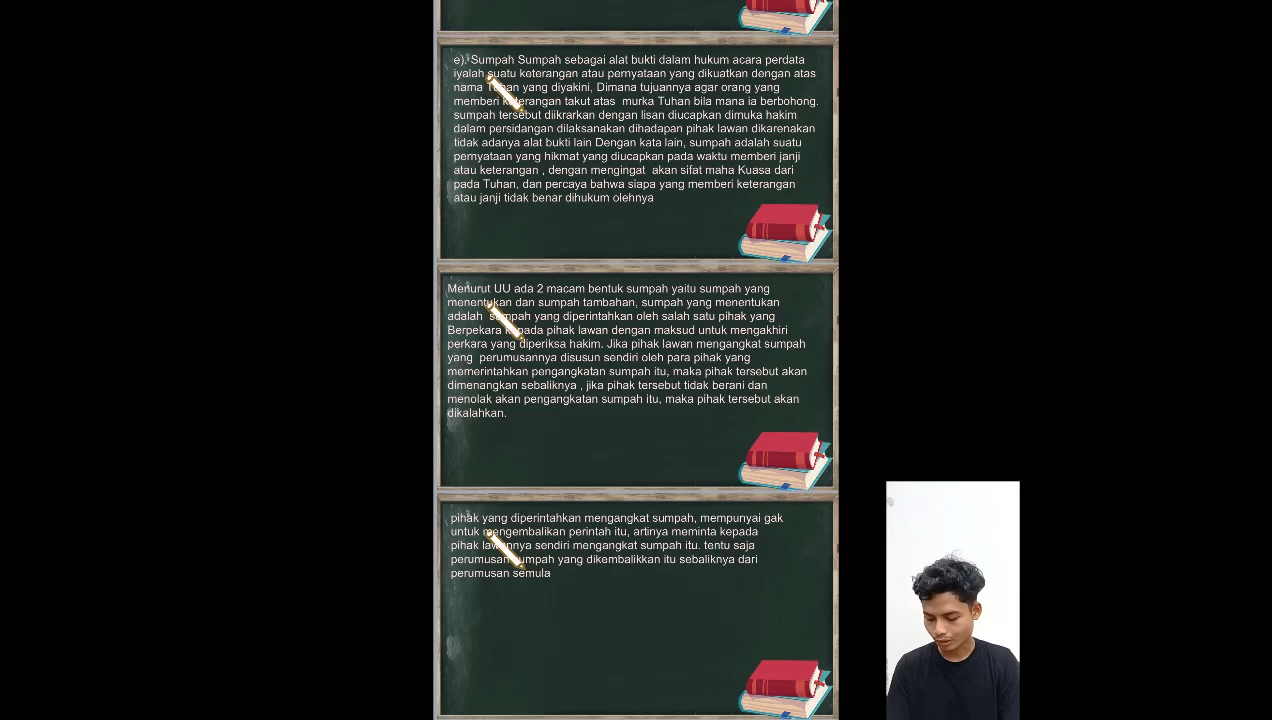 e). Sumpah Sumpah sebagai alat bukti dalam hukum acara perdata
iyalah suatu keterangan atau pernyataan yang dikuatkan dengan atas
nama Tuhan yang diyakini, Dimana tujuannya agar orang yang
memberi keterangan takut atas murka Tuhan bila mana ia berbohong.
sumpah tersebut diikrarkan dengan lisan diucapkan dimuka hakim
dalam persidangan dilaksanakan dihadapan pihak lawan dikarenakan
tidak adanya alat bukti lain Dengan kata lain, sumpah adalah suatu
pernyataan yang hikmat yang diucapkan pada waktu memberi janji
atau keterangan , dengan mengingat akan sifat maha Kuasa dari
pada Tuhan, dan percaya bahwa siapa yang memberi keterangan
atau janji tidak benar dihukum olehnya
Menurut UU ada 2 macam bentuk sumpah yaitu sumpah yang
menentukan dan sumpah tambahan, sumpah yang menentukan
adalah sumpah yang diperintahkan oleh salah satu pihak yang
Berpekara kepada pihak lawan dengan maksud untuk mengakhiri
perkara yang diperiksa hakim. Jika pihak lawan mengangkat sumpah
yang perumusannya disusun sendiri oleh para pihak yang
memerintahkan pengangkatan sumpah itu, maka pihak tersebut akan
dimenangkan sebaliknya , jika pihak tersebut tidak berani dan
menolak akan pengangkatan sumpah itu, maka pihak tersebut akan
dikalahkan.
pihak yang diperintahkan mengangkat sumpah, mempunyai gak
untuk mengembalikan perintah itu, artinya meminta kepada
pihak lawannya sendiri mengangkat sumpah itu. tentu saja
perumusan sumpah yang dikembalikkan itu sebaliknya dari
perumusan semula